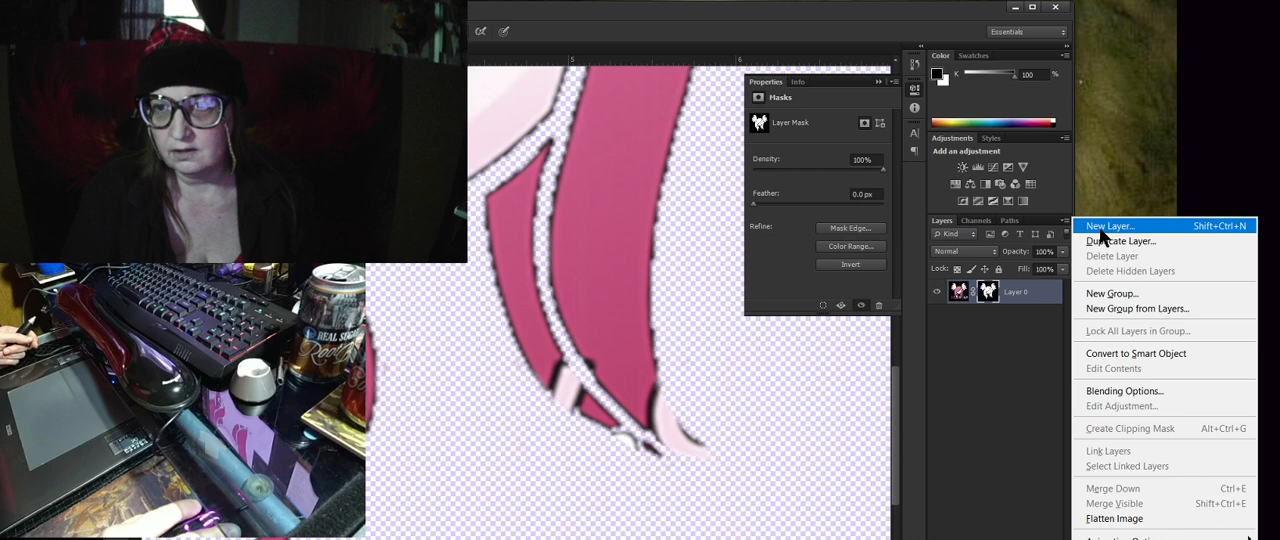 Essentials
5
6
Properties Info
Masks
Layer Mask
Density: 100%
Feather: 0.0 px
Refine:
Mask Edge...
Color Range...
Invert
Color Swatches
K 100 %
Adjustments Styles
Add an adjustment
Layers Channels Paths
Kind
Normal Opacity: 100%
Lock: Fill: 100%
Layer 0
New Layer... Shift+Ctrl+N
Duplicate Layer...
Delete Layer
Delete Hidden Layers
New Group...
New Group from Layers...
Lock All Layers in Group...
Convert to Smart Object
Edit Contents
Blending Options...
Edit Adjustment...
Create Clipping Mask Alt+Ctrl+G
Link Layers
Select Linked Layers
Merge Down Ctrl+E
Merge Visible Shift+Ctrl+E
Flatten Image
REAL SUGAR
Root